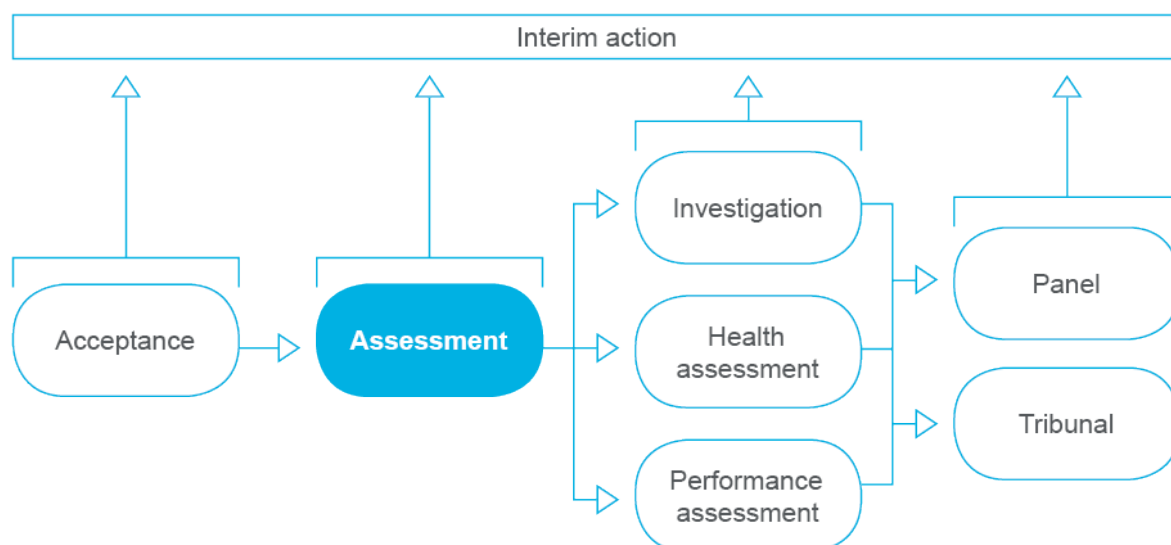 Interim action
Acceptance
Assessment
Investigation
Health
assessment
Performance
assessment
Panel
Tribunal